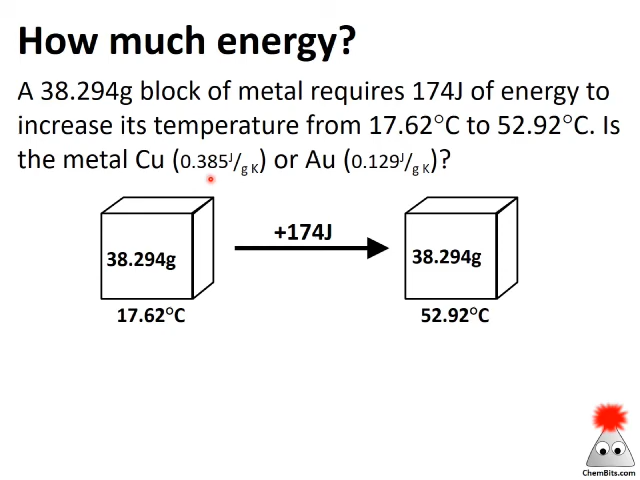 How much energy?
A 38.294g block of metal requires 174J of energy to
increase its temperature from 17.62°C to 52.92°C. Is
the metal Cu (0.385J/g K) or Au (0.129J/g K)?
+174J
38.294g
38.294g
17.62°C
52.92°C
ChemBits.com